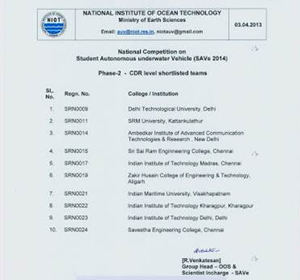 NATIONAL INSTITUTE OF OCEAN TECHNOLOGY
Ministry of Earth Sciences
NIOT
03.04.2013
Email: auv@niot.res.in, niotauv@gmail.com
National Competition on
Student Autonomous underwater Vehicle (SAVe 2014)
Phase-2 - CDR level shortlisted teams
SL. No. Regn. No. College / Institution
1. SRN0009 Delhi Technological University, Delhi
2. SRN0011 SRM University, Kattankulathur
3. SRN0014 Ambedkar Institute of Advanced Communication
Technologies & Research, New Delhi
4. SRN0015 Sri Sai Ram Engineering College, Chennai
5. SRN0017 Indian Institute of Technology Madras, Chennai
6. SRN0019 Zakir Husain College of Engineering & Technology,
Aligarh
7. SRN0021 Indian Maritime University, Visakhapatnam
8. SRN0022 Indian Institute of Technology Kharagpur, Kharagpur
9. SRN0023 Indian Institute of Technology Delhi, Delhi
10. SRN0024 Saveetha Engineering College, Chennai
[R.Venkatesan]
Group Head – OOS &
Scientist Incharge - SAVe